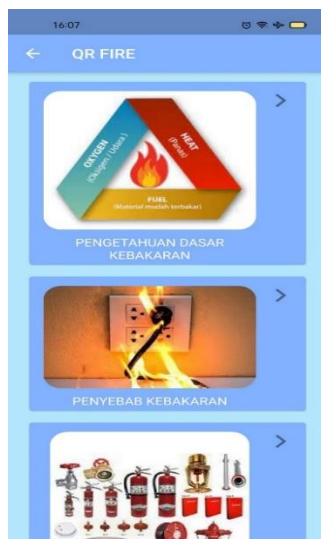 16:07
QR FIRE
OXYGEN
(Oksigen / Udara)
HEAT
(Panas)
FUEL
(Material mudah terbakar)
PENGETAHUAN DASAR
KEBAKARAN
PENYEBAB KEBAKARAN